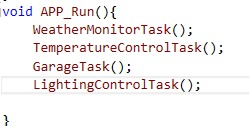 void APP_Run(){
WeatherMonitorTask();
TemperatureControlTask();
GarageTask();
LightingControlTask();
}